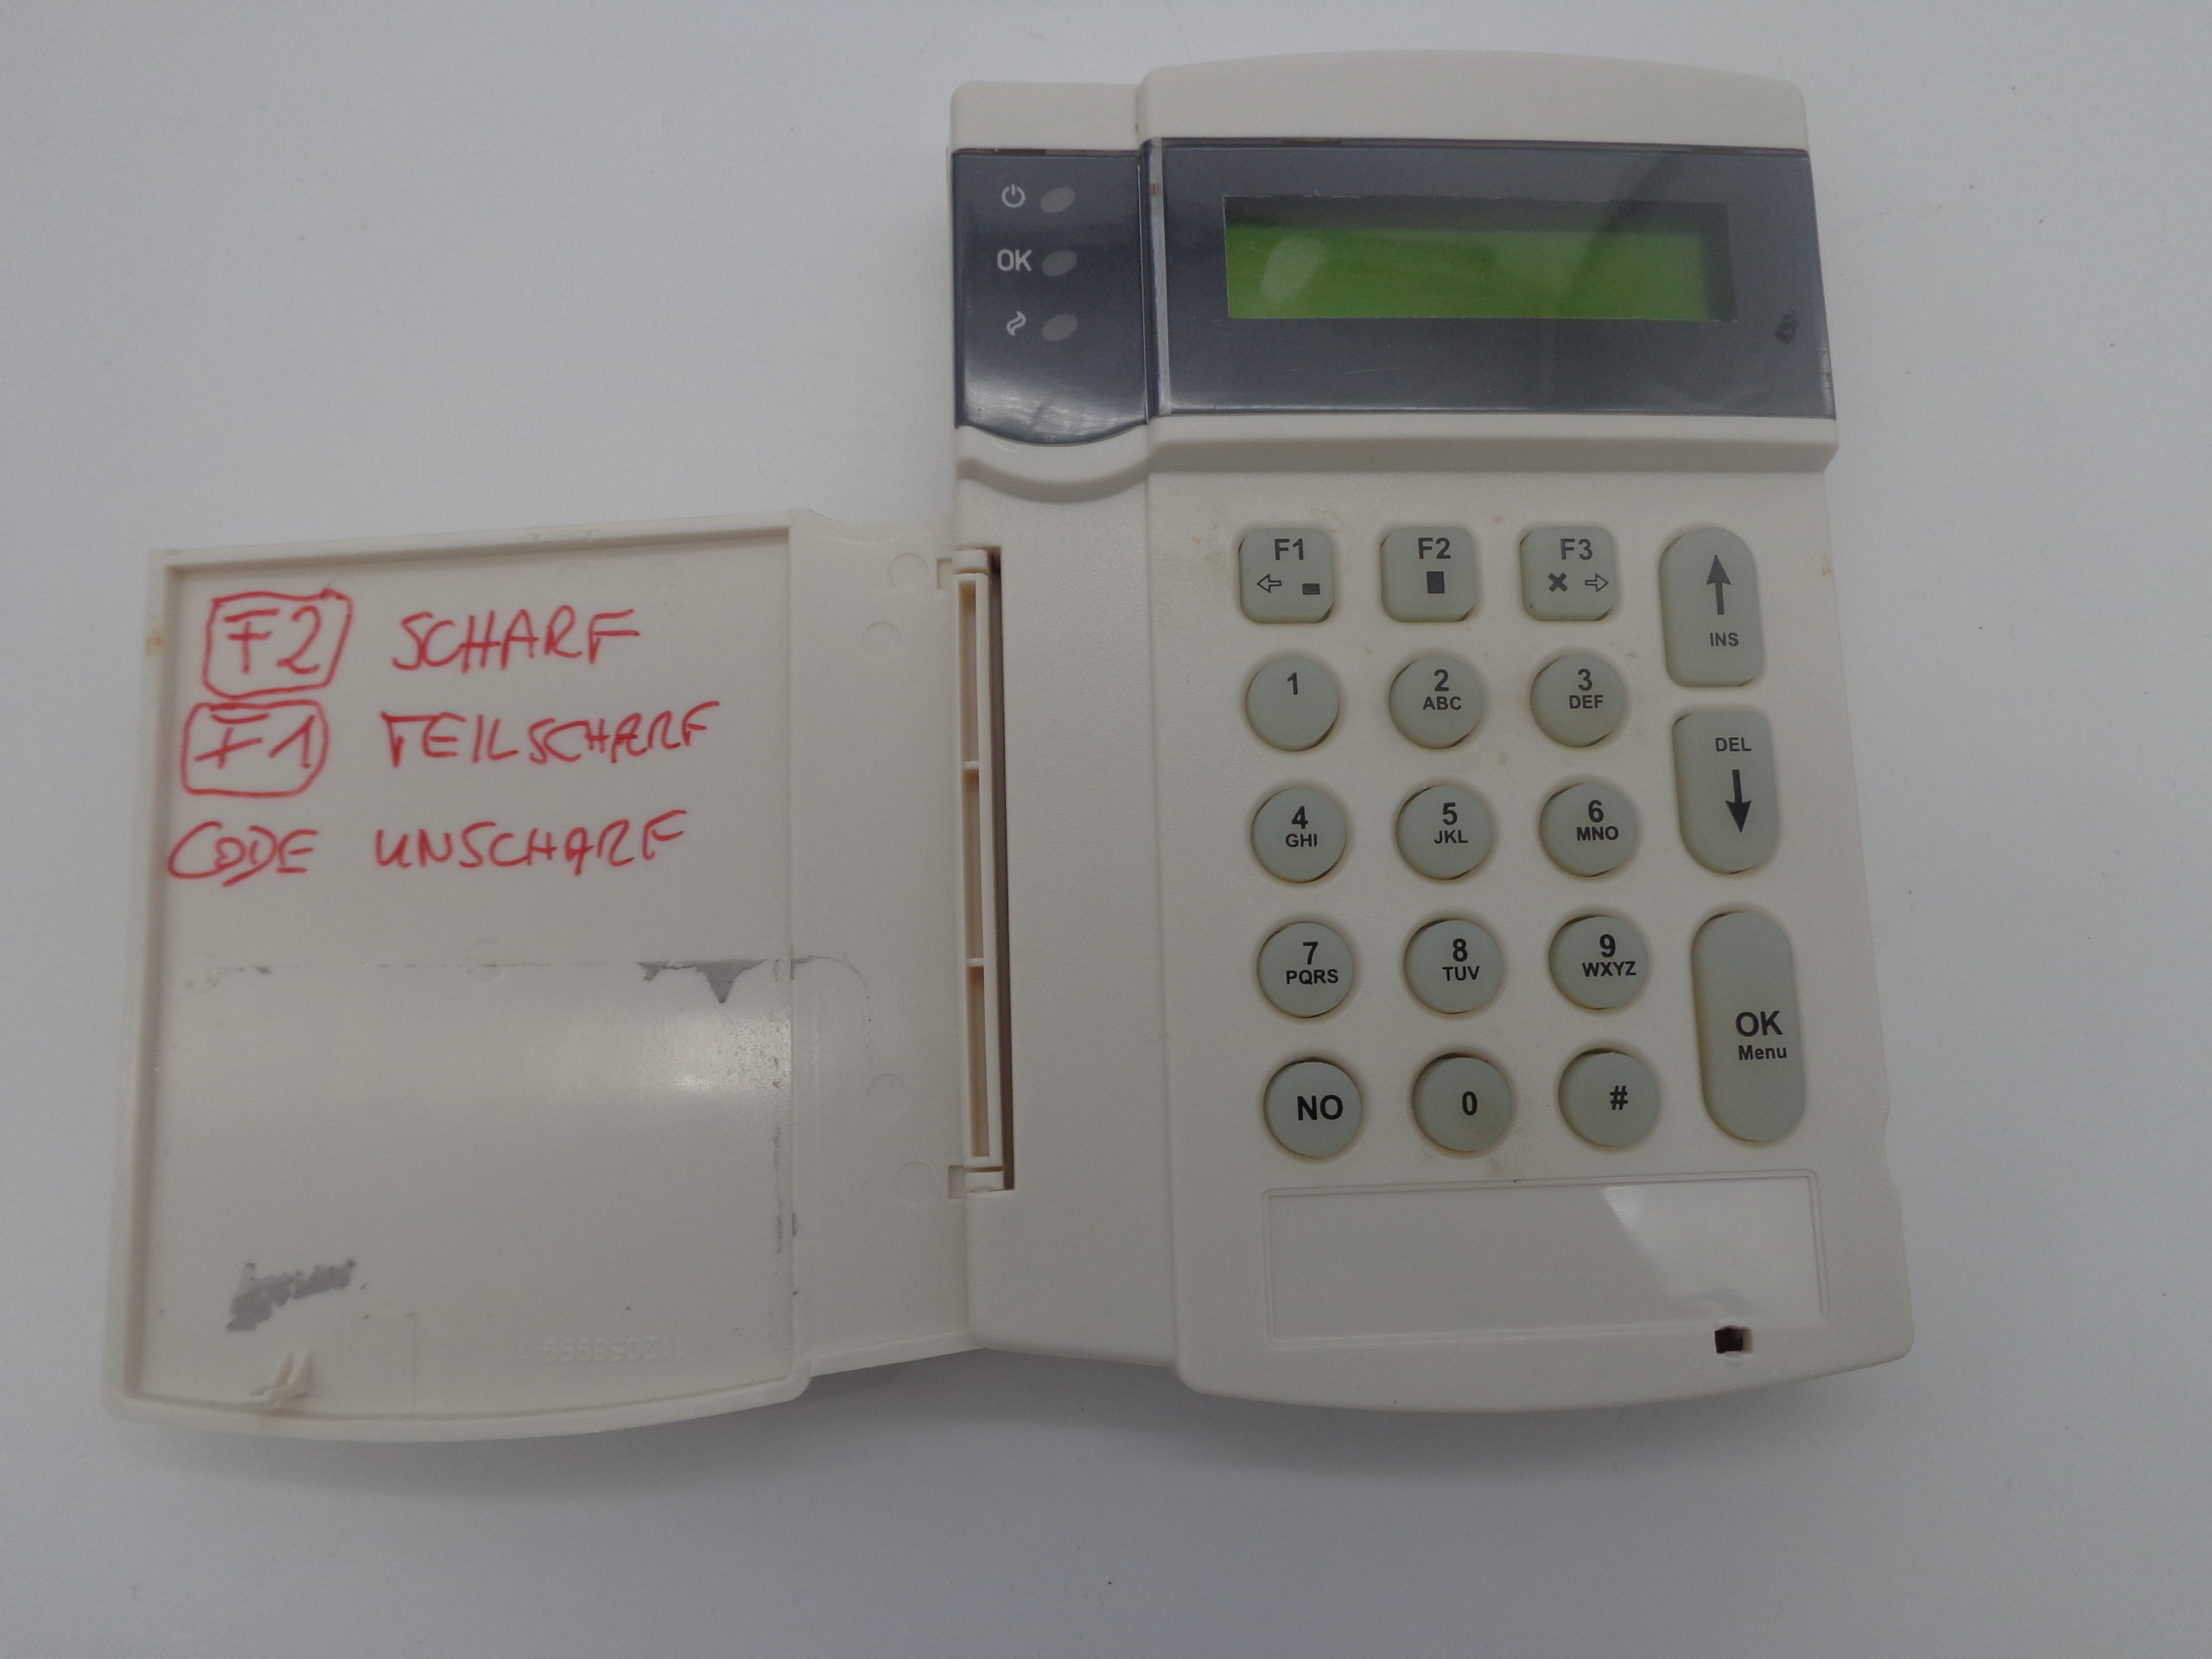 F2 SCHARF
F1 TEILSCHARF
CODE UNSCHARF
OK
F1 F2 F3
INS
1 2 ABC 3 DEF
DEL
4 GHI 5 JKL 6 MNO
7 PQRS 8 TUV 9 WXYZ
OK
Menu
NO 0 #